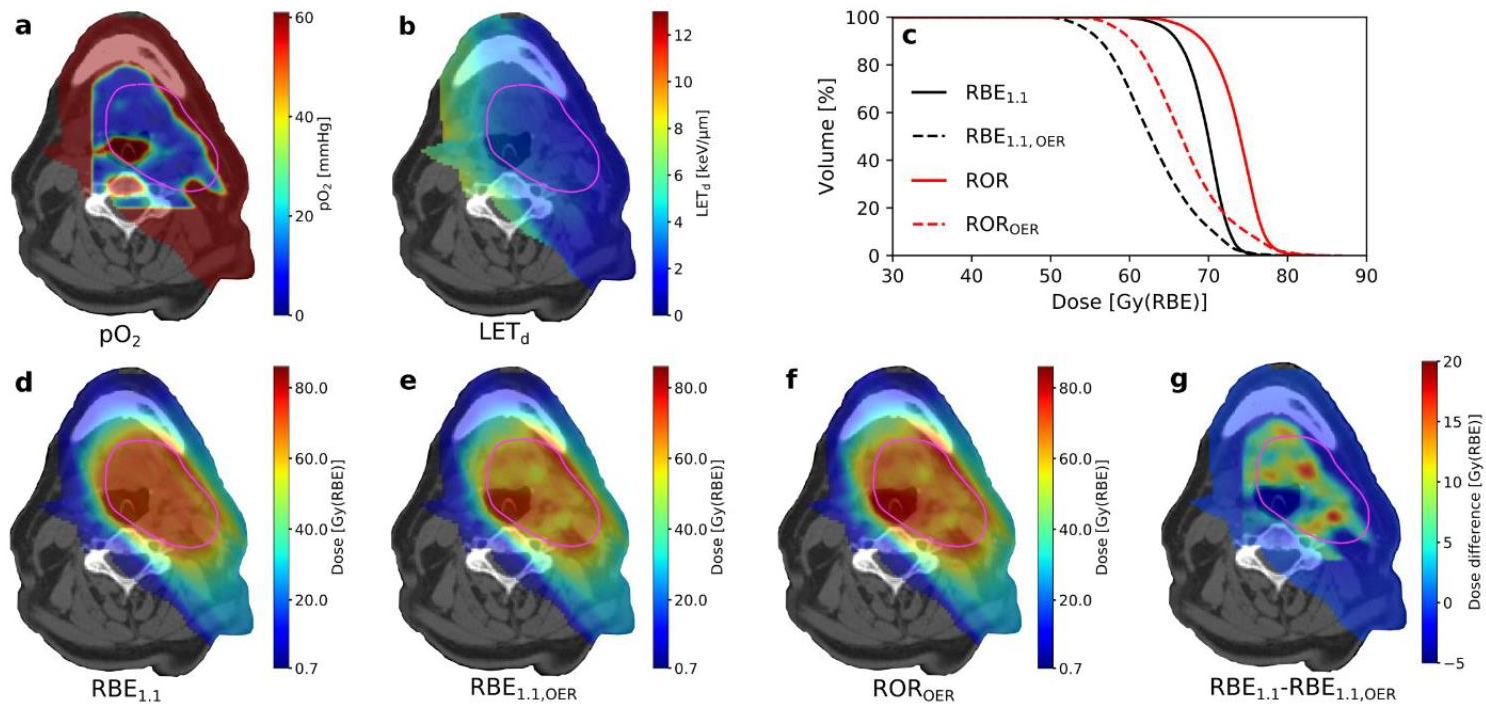 a
60
40
20
0
pO2 [mmHg]
pO2
b
12
10
8
6
4
2
0
LETd [keV/μm]
LETd
c
100
80
60
40
20
0
Volume [%]
RBE1.1
RBE1.1, OER
ROR
ROROER
30 40 50 60 70 80 90
Dose [Gy(RBE)]
d
80.0
60.0
40.0
20.0
0.7
Dose [Gy(RBE)]
RBE1.1
e
80.0
60.0
40.0
20.0
0.7
Dose [Gy(RBE)]
RBE1.1,OER
f
80.0
60.0
40.0
20.0
0.7
Dose [Gy(RBE)]
ROROER
g
20
15
10
5
0
−5
Dose difference [Gy(RBE)]
RBE1.1-RBE1.1,OER